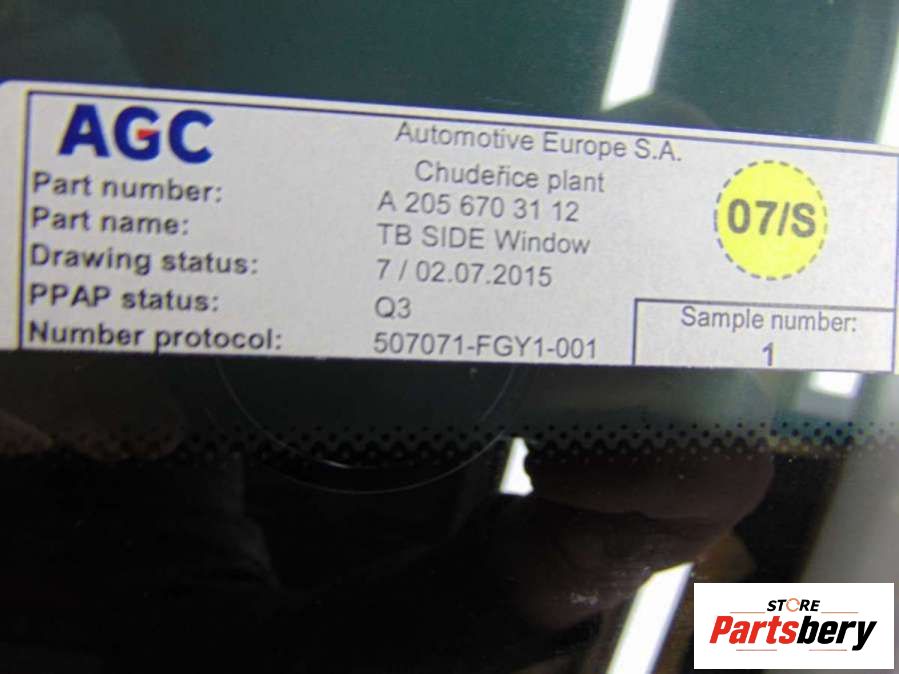 AGC
Automotive Europe S.A.
Chudeřice plant
Part number: A 205 670 31 12
Part name: TB SIDE Window
Drawing status: 7 / 02.07.2015
PPAP status: Q3
Number protocol: 507071-FGY1-001
07/S
Sample number:
1
STORE
Partsbery